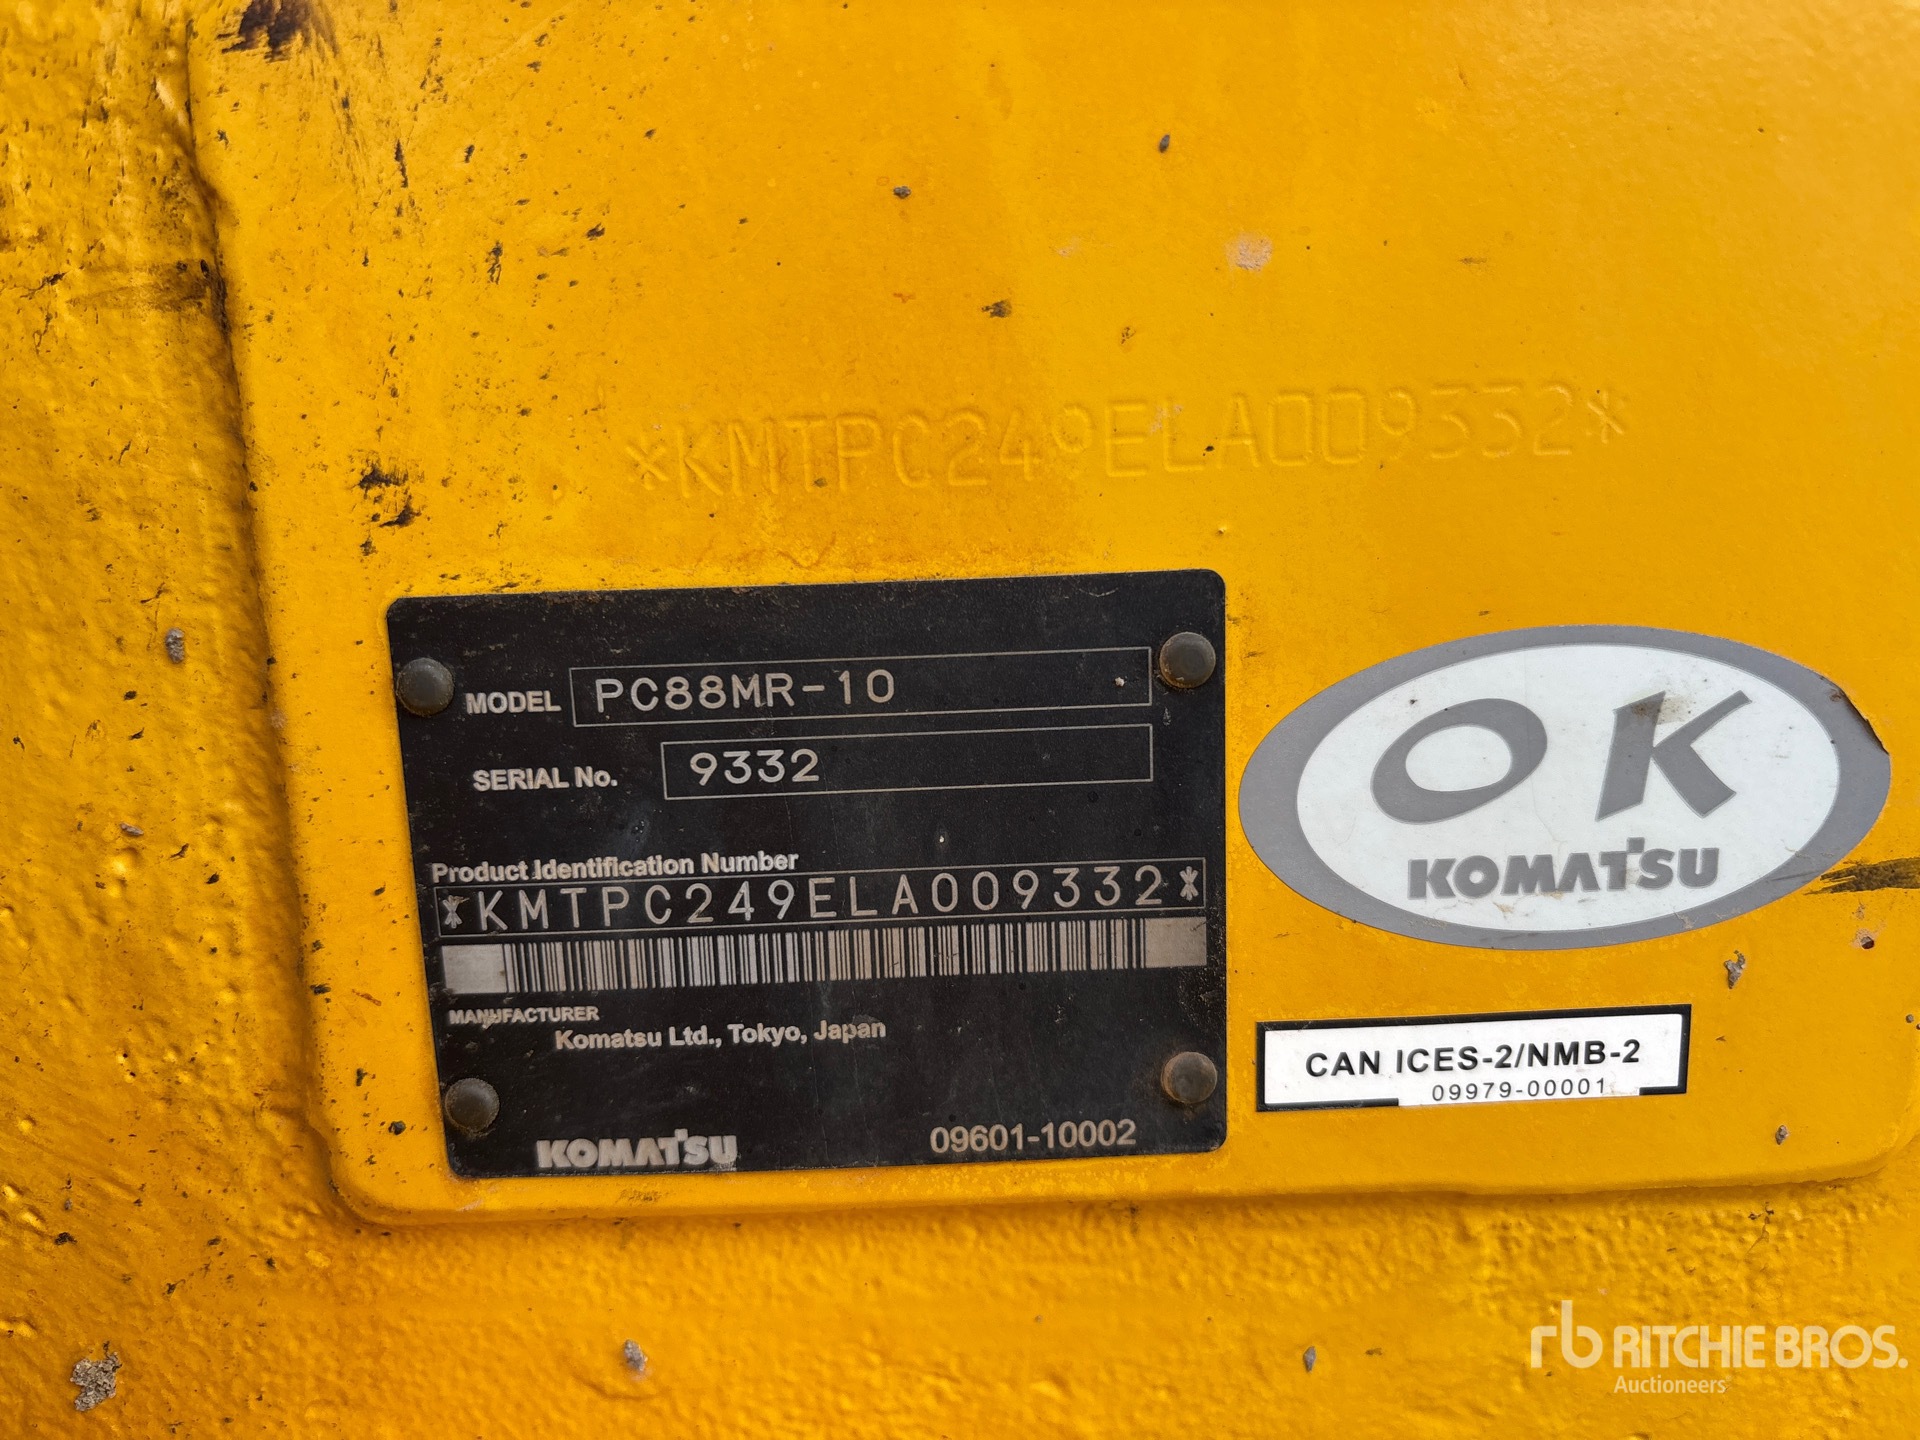 *KMTPC249ELA009332*
MODEL PC88MR-10
SERIAL No. 9332
Product Identification Number
*KMTPC249ELA009332*
MANUFACTURER
Komatsu Ltd., Tokyo, Japan
KOMATSU 09601-10002
OK
KOMATSU
CAN ICES-2/NMB-2
09979-00001
rb RITCHIE BROS.
Auctioneers